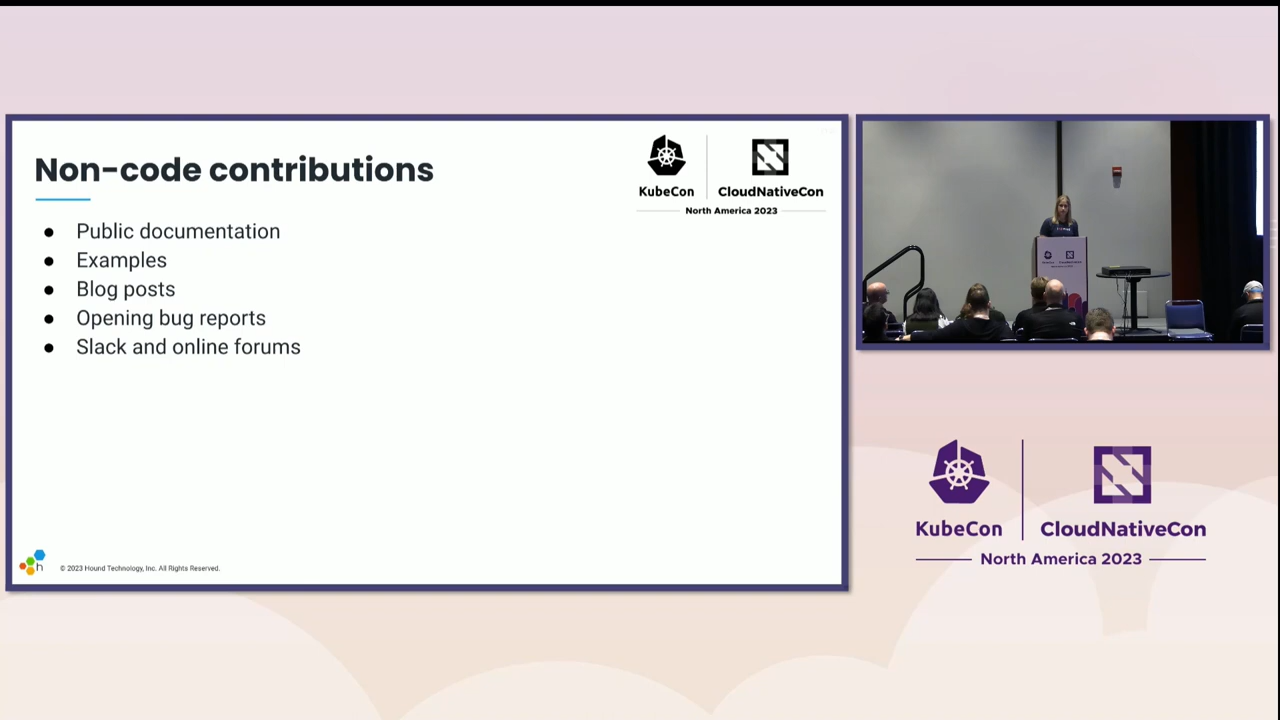 Non-code contributions
KubeCon
CloudNativeCon
North America 2023
Public documentation
Examples
Blog posts
Opening bug reports
Slack and online forums
h
© 2023 Hound Technology, Inc. All Rights Reserved.
KubeCon
CloudNativeCon
North America 2023